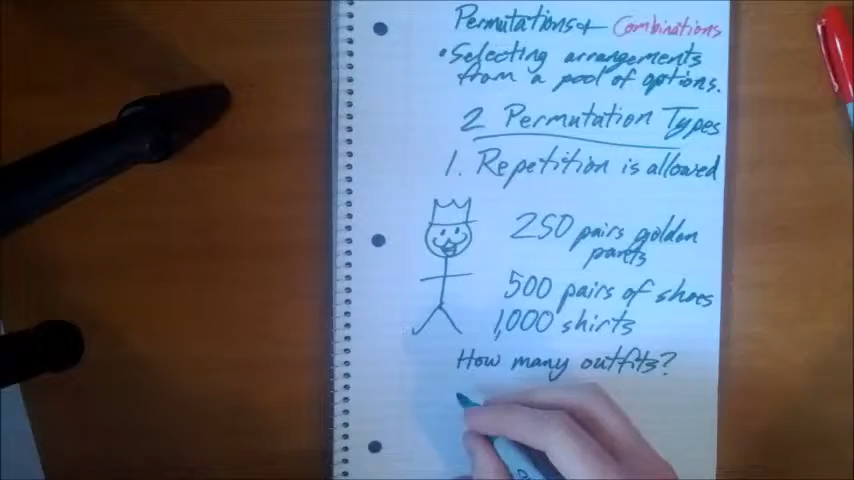 Permutations + Combinations
• Selecting arrangements
from a pool of options.
2 Permutation Types
1. Repetition is allowed
250 pairs golden
pants
500 pairs of shoes
1,000 shirts
How many outfits?